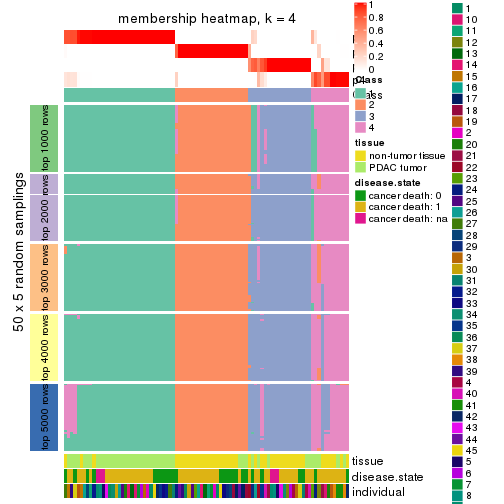 membership heatmap, k = 4
50 x 5 random samplings
top 1000 rows
rows
top 2000 rows
top 3000 rows
top 4000 rows
top 5000 rows
1
0.8
0.6
0.4
0.2
0
Class
1
2
3
4
tissue
non-tumor tissue
PDAC tumor
disease.state
cancer death: 0
cancer death: 1
cancer death: na
tissue
disease.state
individual
1
10
11
12
13
14
15
16
17
18
19
2
20
21
22
23
24
25
26
27
28
29
3
30
31
32
33
34
35
36
37
38
39
4
40
41
42
43
44
45
5
6
7
8